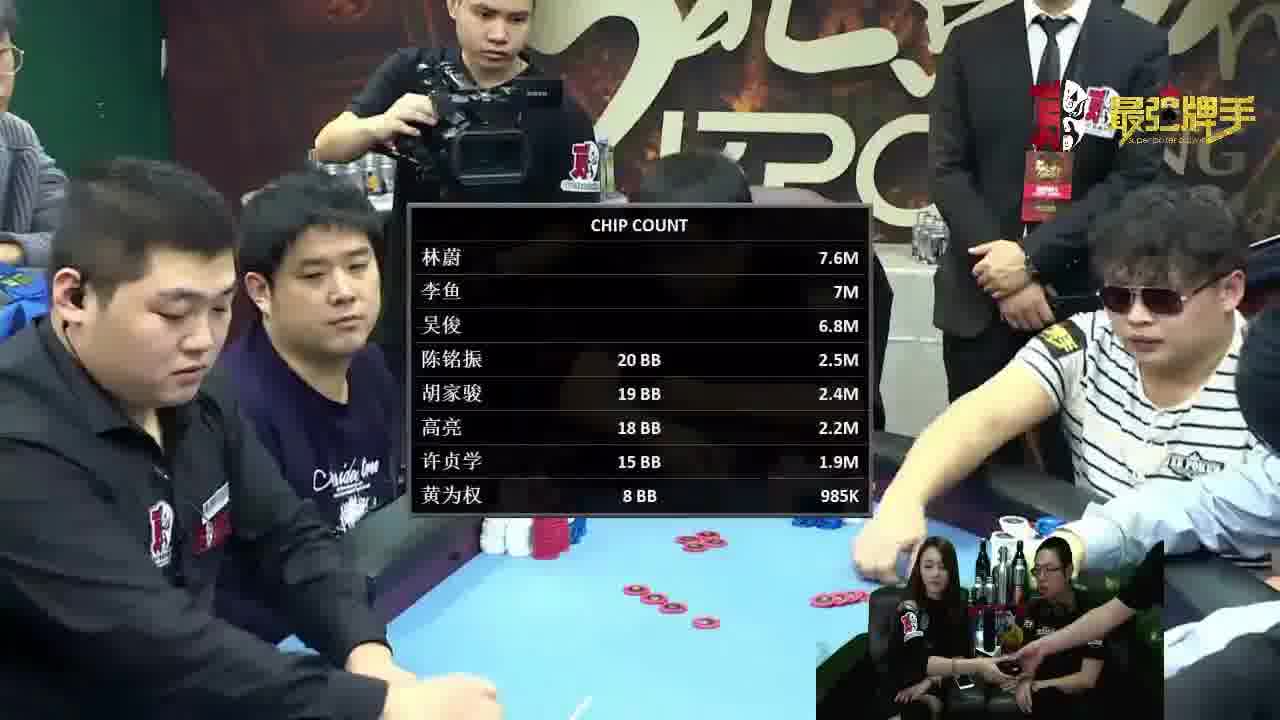 最强牌手
CHIP COUNT
林蔚 7.6M
李鱼 7M
吴俊 6.8M
陈铭振 20 BB 2.5M
胡家骏 19 BB 2.4M
高亮 18 BB 2.2M
许贞学 15 BB 1.9M
黄为权 8 BB 985K